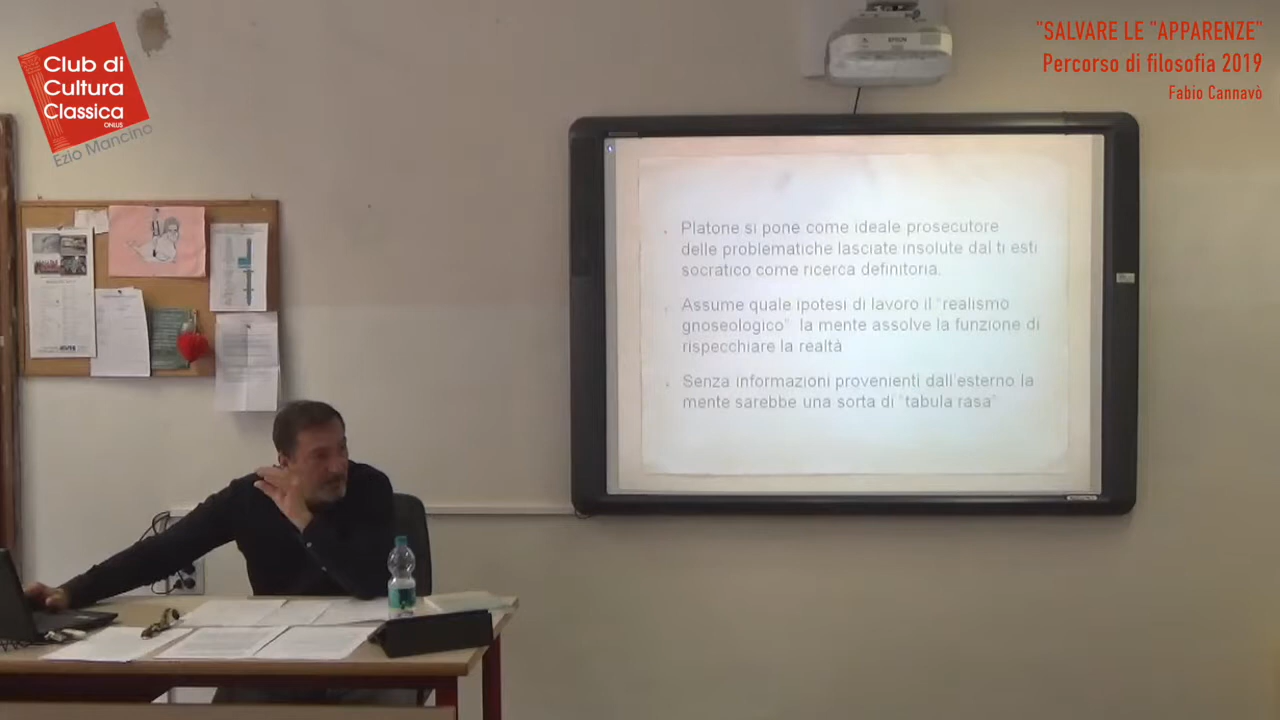 Club di
Cultura
Classica
ONLUS
Ezio Mancino
"SALVARE LE "APPARENZE"
Percorso di filosofia 2019
Fabio Cannavò
EPSON
Platone si pone come ideale prosecutore
delle problematiche lasciate insolute dal ti esti
socratico come ricerca definitoria.
Assume quale ipotesi di lavoro il "realismo
gnoseologico" la mente assolve la funzione di
rispecchiare la realtà
Senza informazioni provenienti dall'esterno la
mente sarebbe una sorta di "tabula rasa"